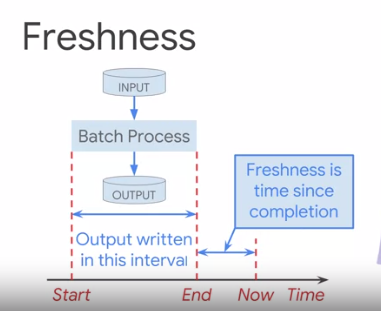 Freshness
INPUT
Batch Process
OUTPUT
Freshness is
time since
completion
Output written
in this interval
Start
End
Now
Time